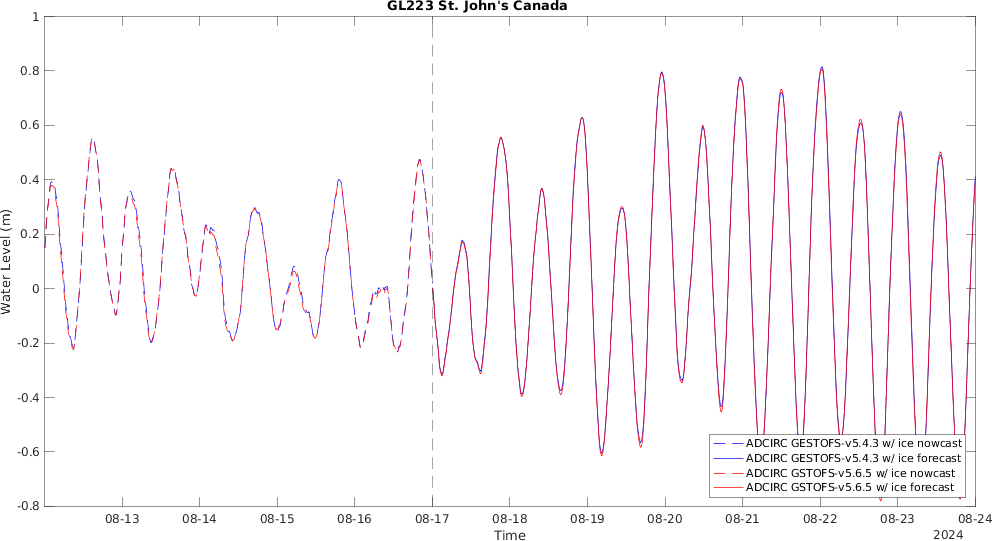 GL223 St. John's Canada
1
0.8
0.6
0.4
0.2
0
-0.2
-0.4
-0.6
-0.8
Water Level (m)
ADCIRC GESTOFS-v5.4.3 w/ ice nowcast
ADCIRC GESTOFS-v5.4.3 w/ ice forecast
ADCIRC GSTOFS-v5.6.5 w/ ice nowcast
ADCIRC GSTOFS-v5.6.5 w/ ice forecast
08-13 08-14 08-15 08-16 08-17 08-18 08-19 08-20 08-21 08-22 08-23 08-24
Time
2024